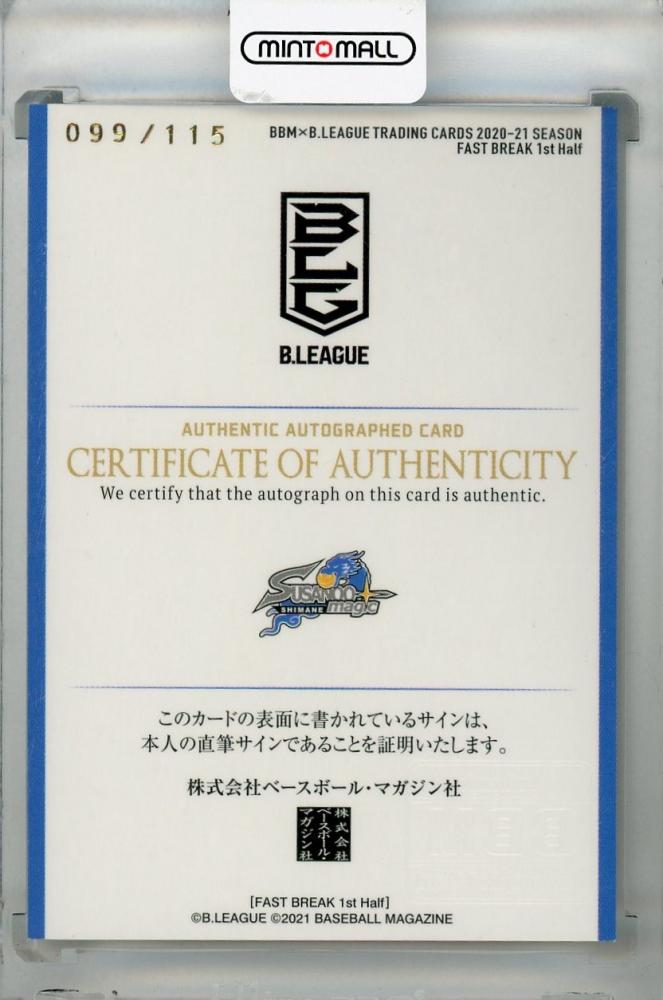 MINTOMALL
099/115
BBM×B.LEAGUE TRADING CARDS 2020-21 SEASON
FAST BREAK 1st Half
BLG
B.LEAGUE
AUTHENTIC AUTOGRAPHED CARD
CERTIFICATE OF AUTHENTICITY
We certify that the autograph on this card is authentic.
SUSANOO
SHIMANE magic
このカードの表面に書かれているサインは、
本人の直筆サインであることを証明いたします。
株式会社ベースボール・マガジン社
株式会社
ベースボール・
マガジン社
[FAST BREAK 1st Half]
©B.LEAGUE ©2021 BASEBALL MAGAZINE